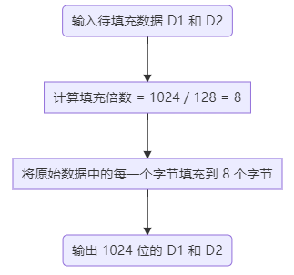 输入待填充数据 D1 和 D2
计算填充倍数 = 1024 / 128 = 8
将原始数据中的每一个字节填充到 8 个字节
输出 1024 位的 D1 和 D2